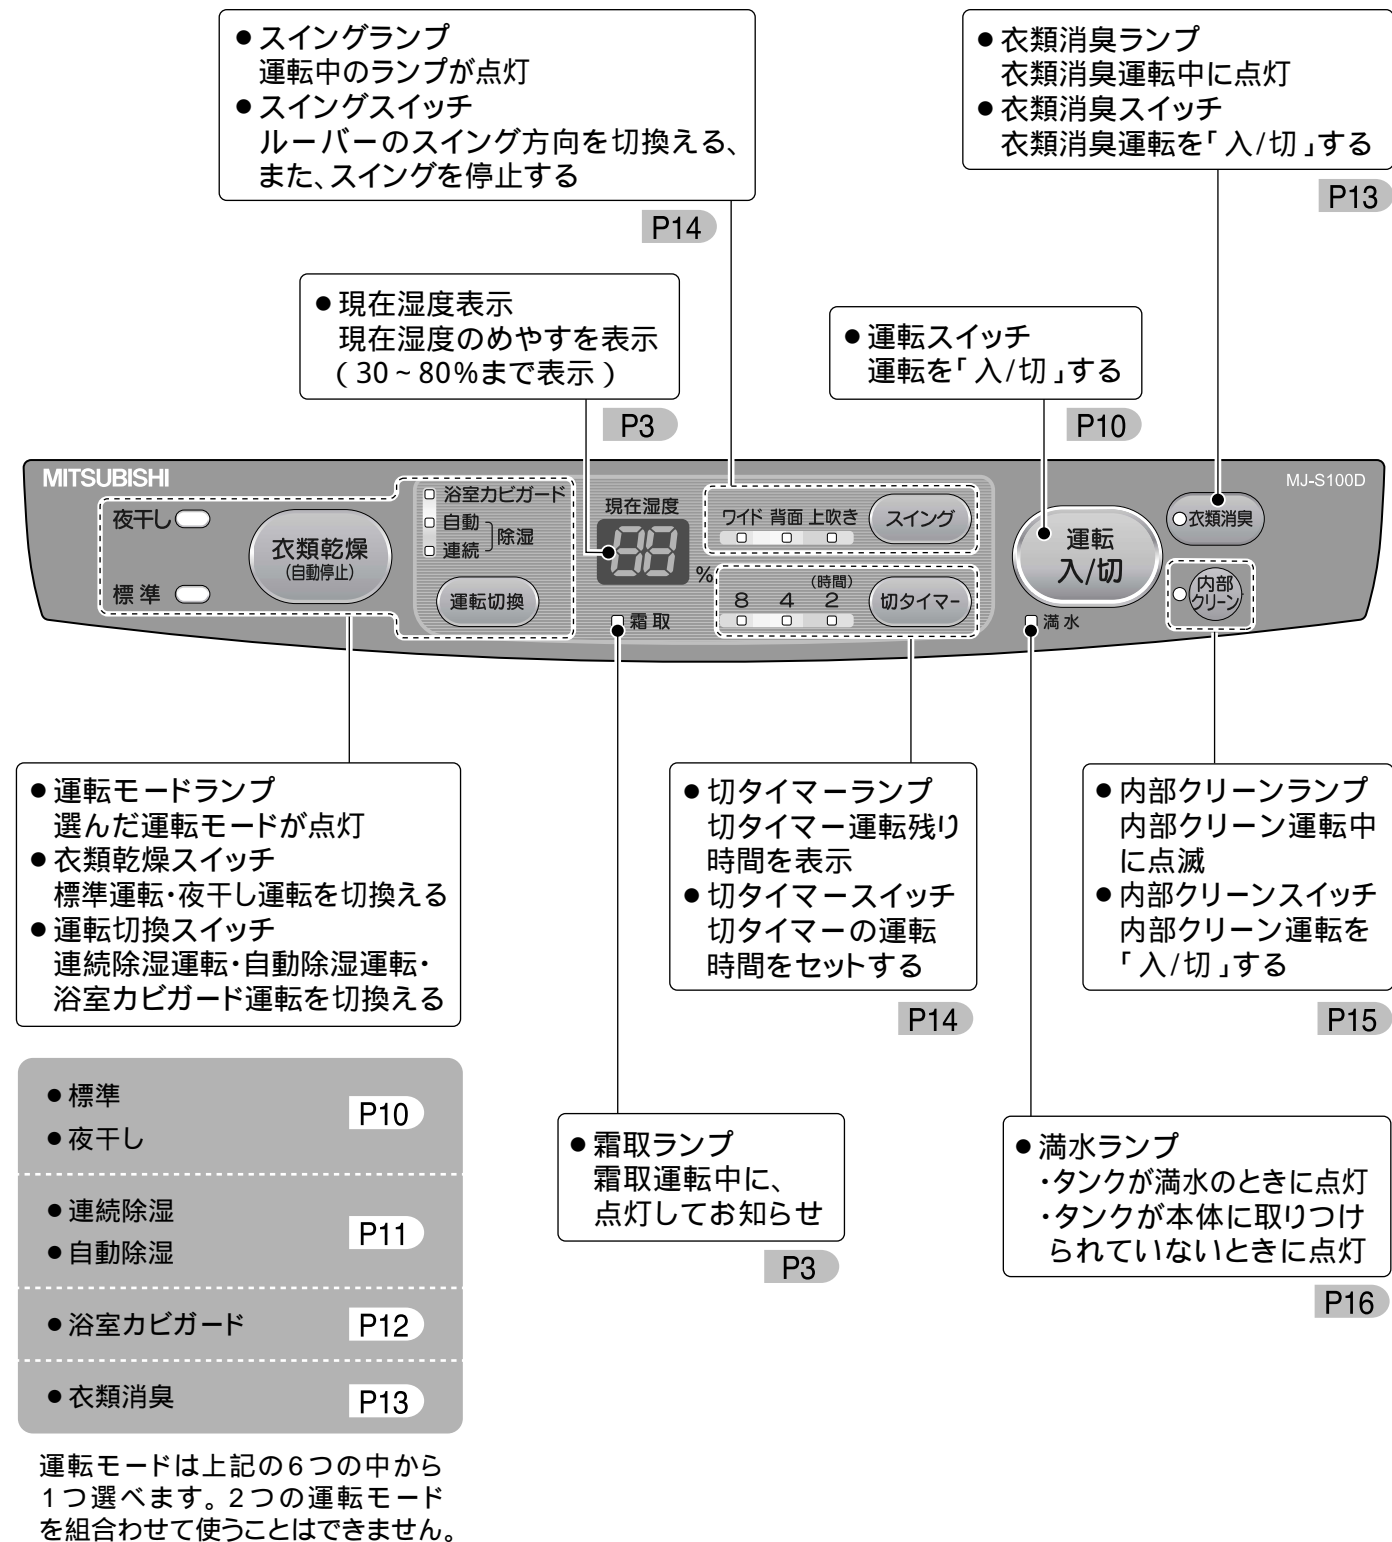 ●スイングランプ
運転中のランプが点灯
●スイングスイッチ
ルーバーのスイング方向を切換える、
また、スイングを停止する
P14
●衣類消臭ランプ
衣類消臭運転中に点灯
●衣類消臭スイッチ
衣類消臭運転を「入/切」する
P13
●現在湿度表示
現在湿度のめやすを表示
(30~80%まで表示)
P3
●運転スイッチ
運転を「入/切」する
P10
MITSUBISHI
MJ-S100D
夜干し
標準
衣類乾燥
(自動停止)
浴室カビガード
自動
連続
除湿
運転切換
現在湿度
88
%
霜取
ワイド 背面 上吹き
スイング
(時間)
8 4 2
切タイマー
運転
入/切
満水
衣類消臭
内部
クリーン
●運転モードランプ
選んだ運転モードが点灯
●衣類乾燥スイッチ
標準運転・夜干し運転を切換える
●運転切換スイッチ
連続除湿運転・自動除湿運転・
浴室カビガード運転を切換える
●切タイマーランプ
切タイマー運転残り
時間を表示
●切タイマースイッチ
切タイマーの運転
時間をセットする
P14
●内部クリーンランプ
内部クリーン運転中
に点滅
●内部クリーンスイッチ
内部クリーン運転を
「入/切」する
P15
●標準
●夜干し
P10
●連続除湿
●自動除湿
P11
●浴室カビガード
P12
●衣類消臭
P13
●霜取ランプ
霜取運転中に、
点灯してお知らせ
P3
●満水ランプ
・タンクが満水のときに点灯
・タンクが本体に取りつけ
られていないときに点灯
P16
運転モードは上記の6つの中から
1つ選べます。2つの運転モード
を組合わせて使うことはできません。